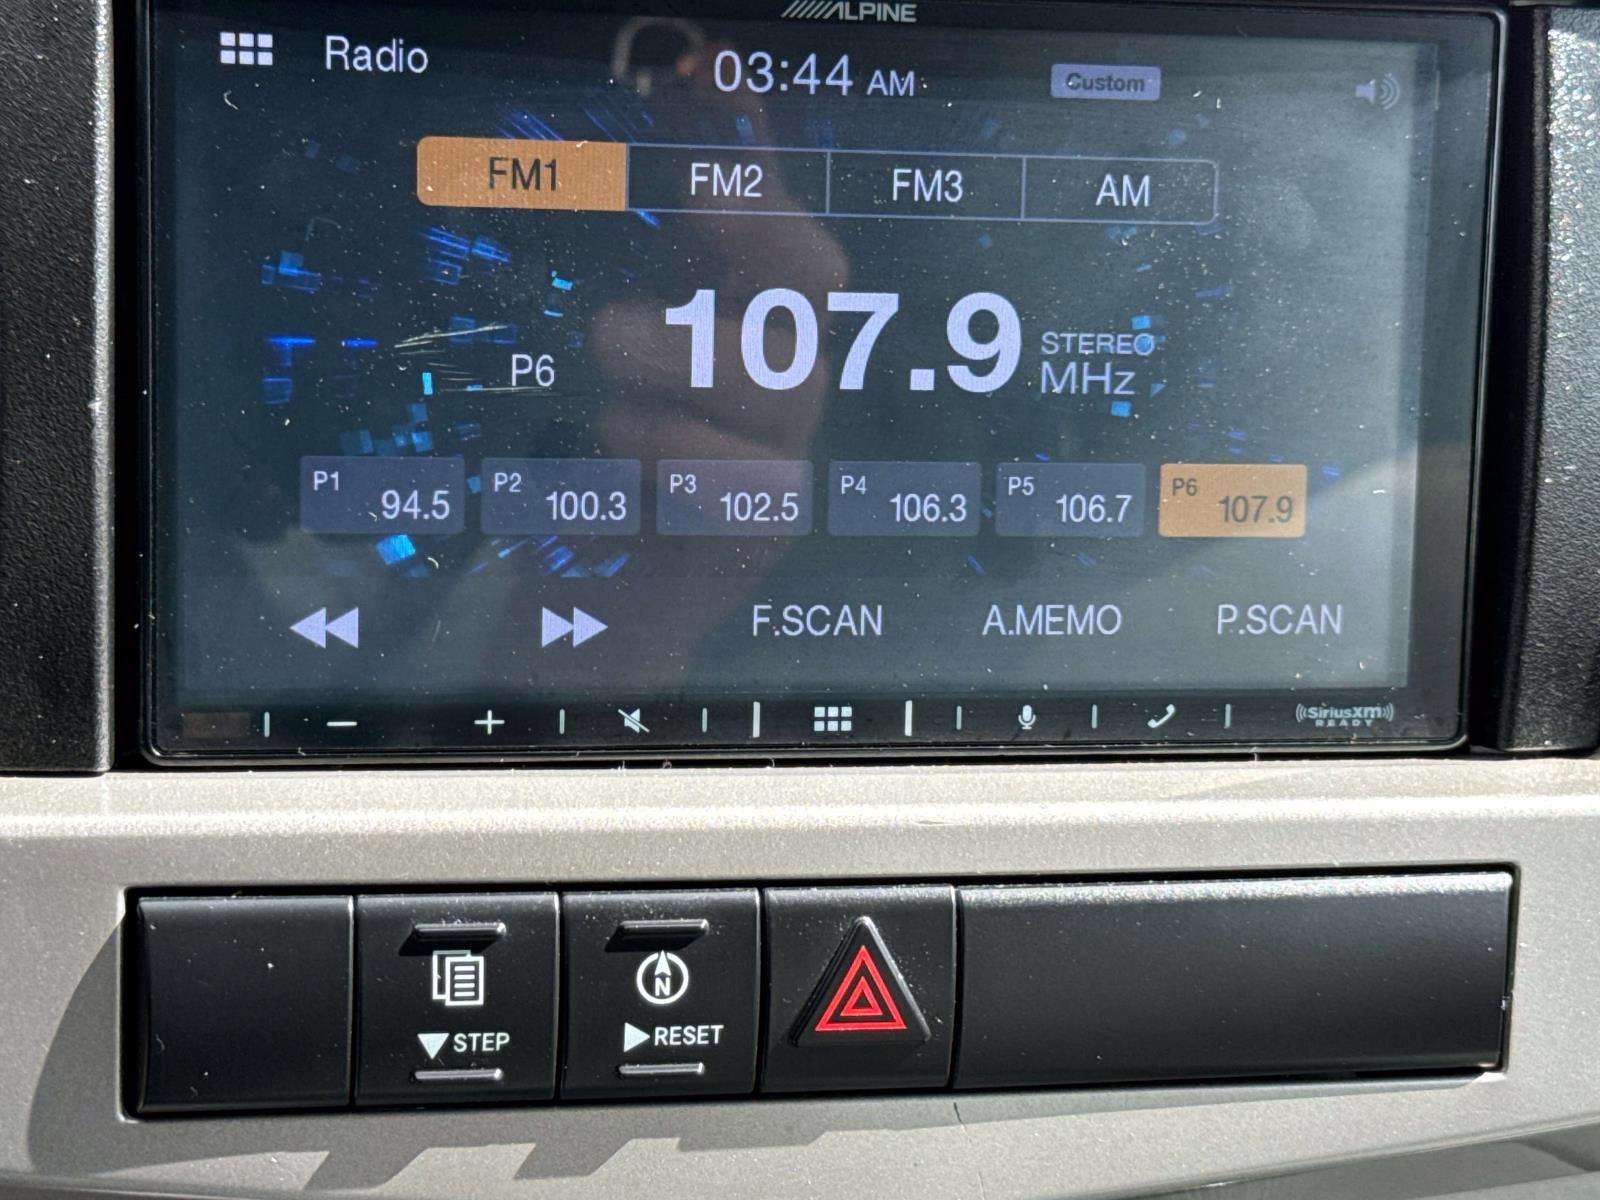 ALPINE
Radio
03:44 AM
Custom
FM1 FM2 FM3 AM
P6 107.9 STEREO MHz
P1 94.5 P2 100.3 P3 102.5 P4 106.3 P5 106.7 P6 107.9
F.SCAN A.MEMO P.SCAN
((SiriusXM))
READY
N
STEP RESET